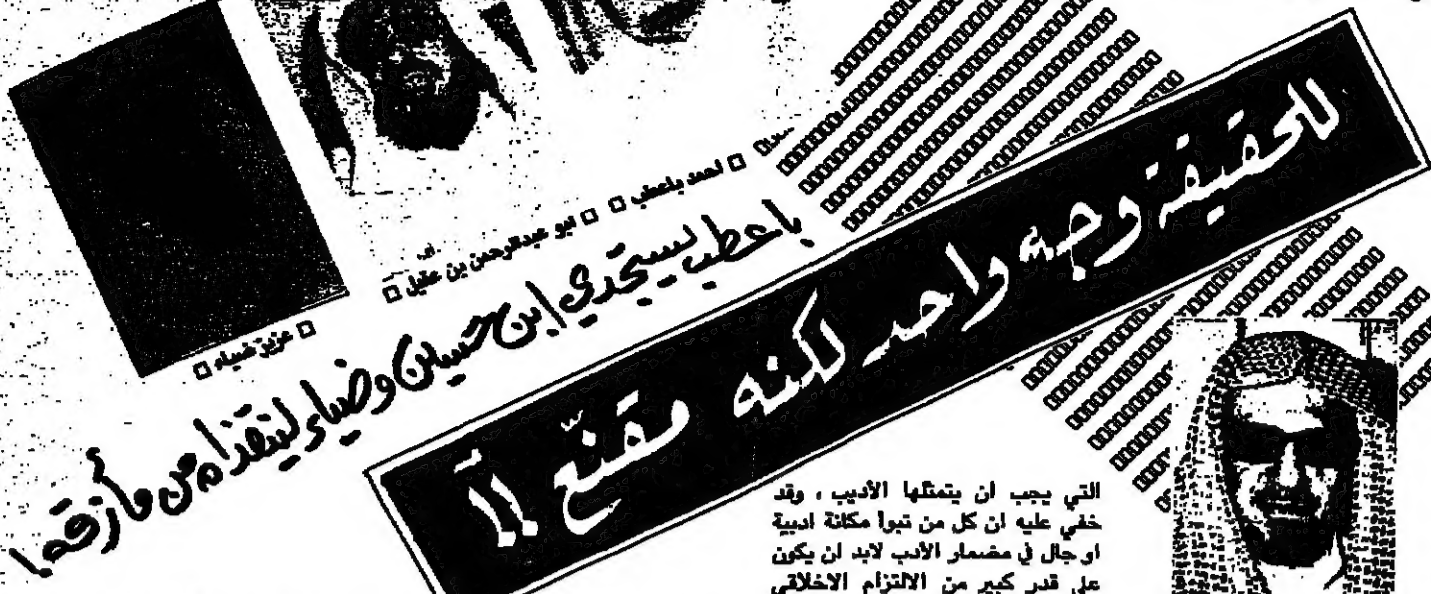 للحقيقة وجه واحد لكنه مقنّع !!
باعطب يستجدي ابن حسين وضياء لينقذاه من مأزقه !
□ احمد باعطب □
□ ابو عبدالرحمن بن عقيل □
□ عزيز ضياء □
التي يجب ان يتمثلها الأديب ، وقد
خفي عليه ان كل من تبوأ مكانة ادبية
او جال في مضمار الأدب لابد ان يكون
على قدر كبير من الالتزام الاخلاقي